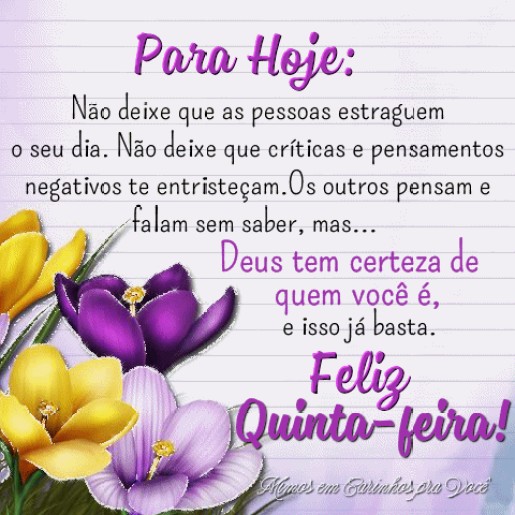 Para Hoje:
Não deixe que as pessoas estraguem
o seu dia. Não deixe que críticas e pensamentos
negativos te entristeçam.Os outros pensam e
falam sem saber, mas...
Deus tem certeza de
quem você é,
e isso já basta.
Feliz
Quinta-feira!
Mimos em Carinhos pra Você